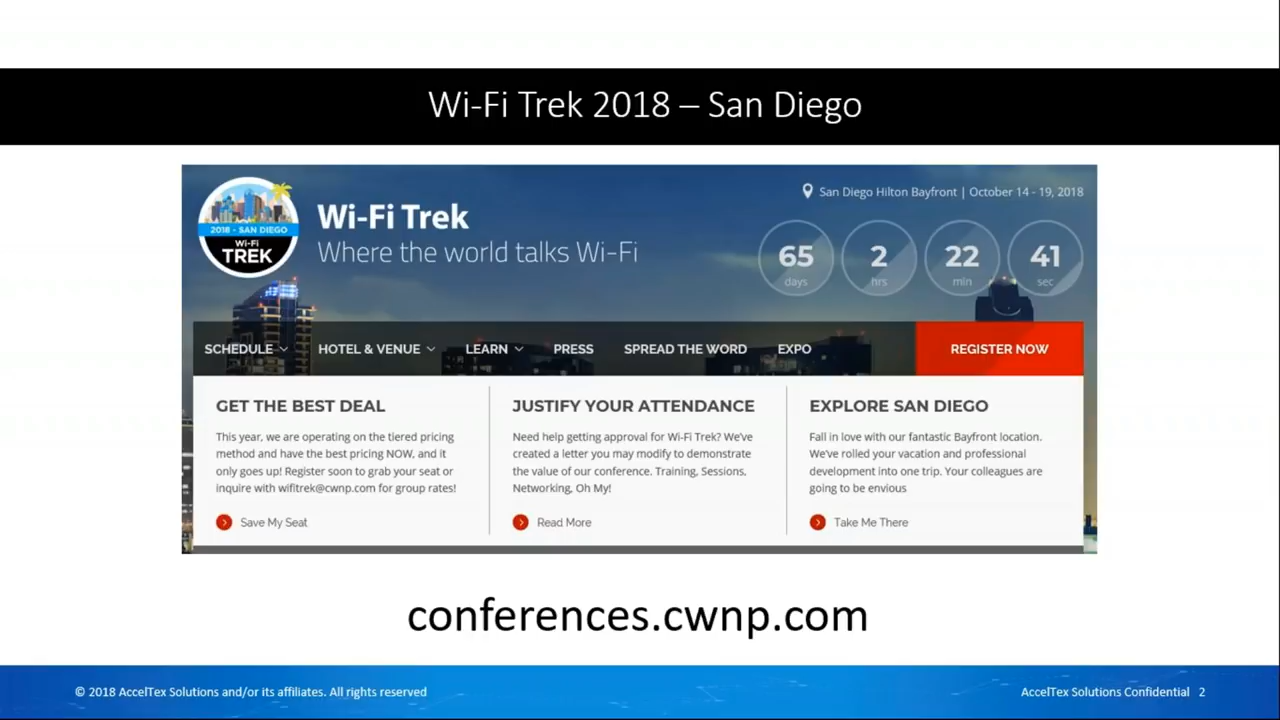 Wi-Fi Trek 2018 – San Diego
2018 - SAN DIEGO
Wi-Fi
TREK
Wi-Fi Trek
Where the world talks Wi-Fi
San Diego Hilton Bayfront | October 14 - 19, 2018
65 2 22 41
days hrs min sec
SCHEDULE HOTEL & VENUE LEARN PRESS SPREAD THE WORD EXPO REGISTER NOW
GET THE BEST DEAL
This year, we are operating on the tiered pricing
method and have the best pricing NOW, and it
only goes up! Register soon to grab your seat or
inquire with wifitrek@cwnp.com for group rates!
Save My Seat
JUSTIFY YOUR ATTENDANCE
Need help getting approval for Wi-Fi Trek? We've
created a letter you may modify to demonstrate
the value of our conference. Training, Sessions,
Networking, Oh My!
Read More
EXPLORE SAN DIEGO
Fall in love with our fantastic Bayfront location.
We've rolled your vacation and professional
development into one trip. Your colleagues are
going to be envious
Take Me There
conferences.cwnp.com
© 2018 AccelTex Solutions and/or its affiliates. All rights reserved
AccelTex Solutions Confidential 2